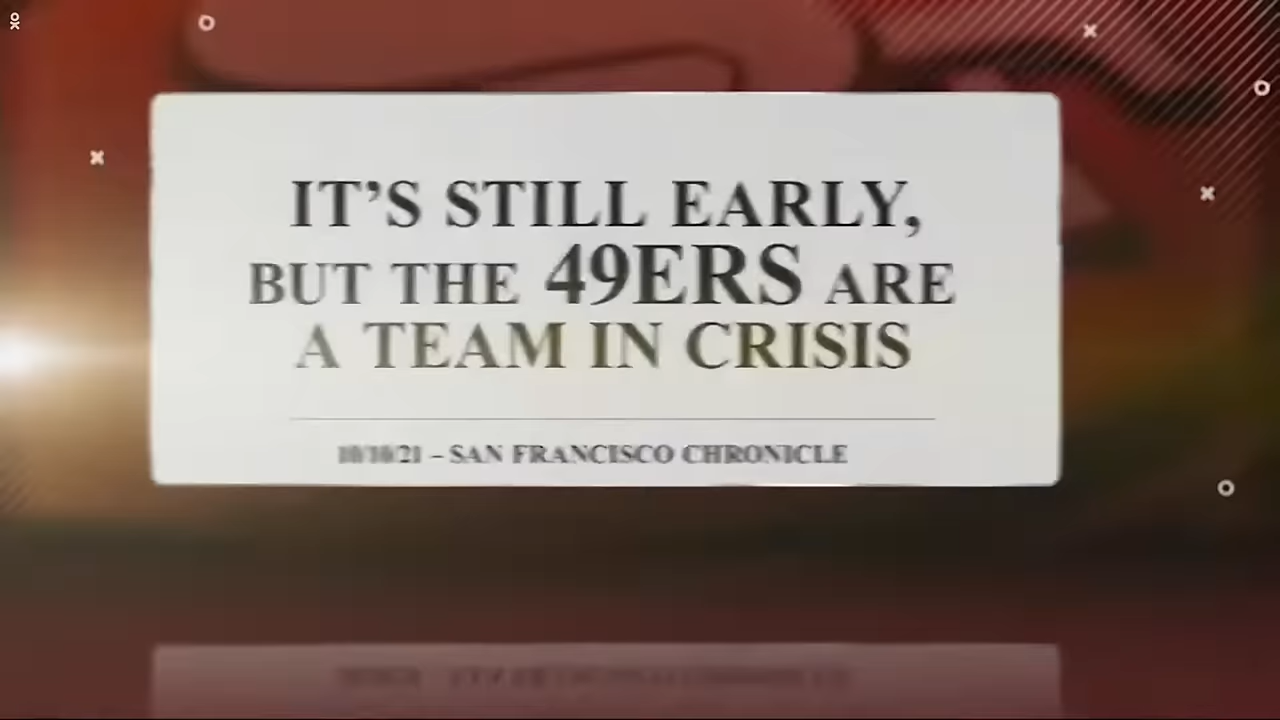 IT’S STILL EARLY,
BUT THE 49ERS ARE
A TEAM IN CRISIS
10/10/21 – SAN FRANCISCO CHRONICLE